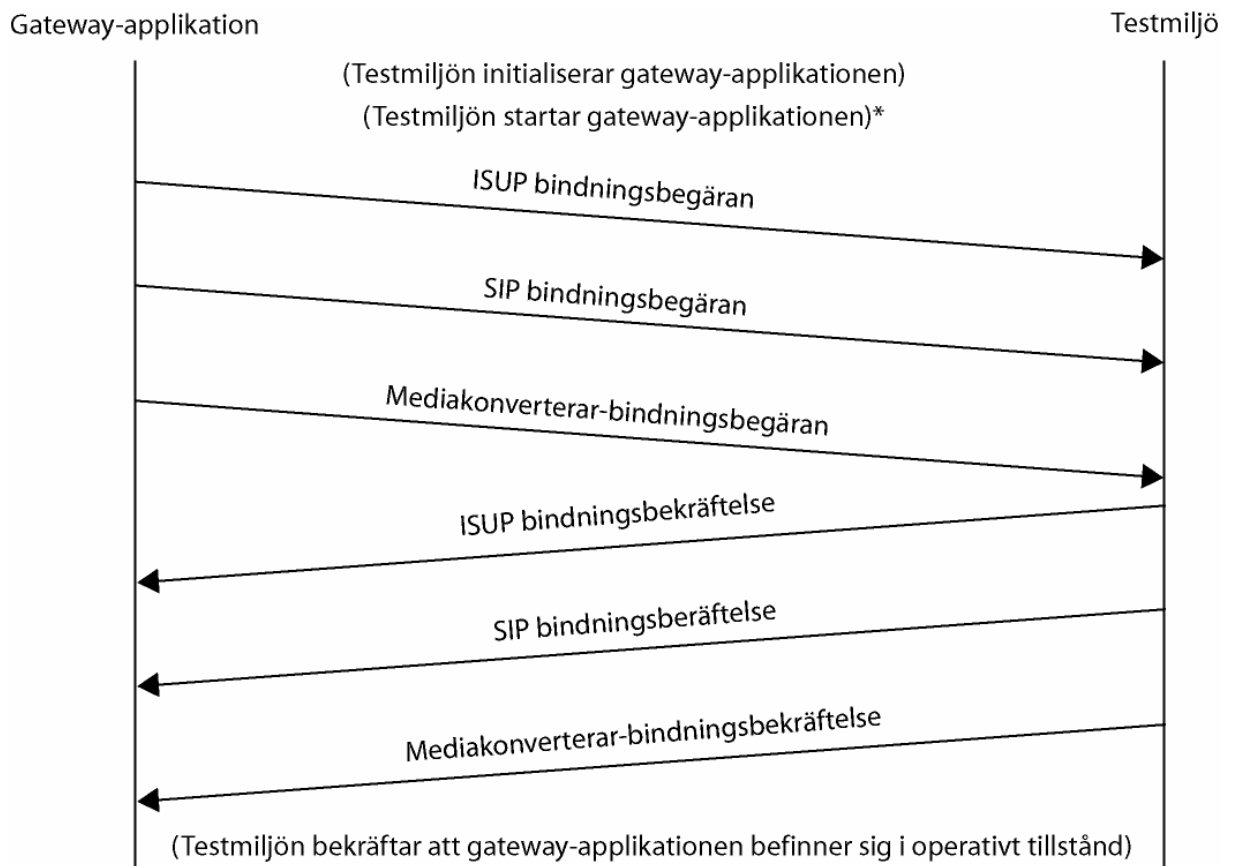 Gateway-applikation
Testmiljö
(Testmiljön initialiserar gateway-applikationen)
(Testmiljön startar gateway-applikationen)*
ISUP bindningsbegäran
SIP bindningsbegäran
Mediakonverterar-bindningsbegäran
ISUP bindningsbekräftelse
SIP bindningsberäftelse
Mediakonverterar-bindningsbekräftelse
(Testmiljön bekräftar att gateway-applikationen befinner sig i operativt tillstånd)